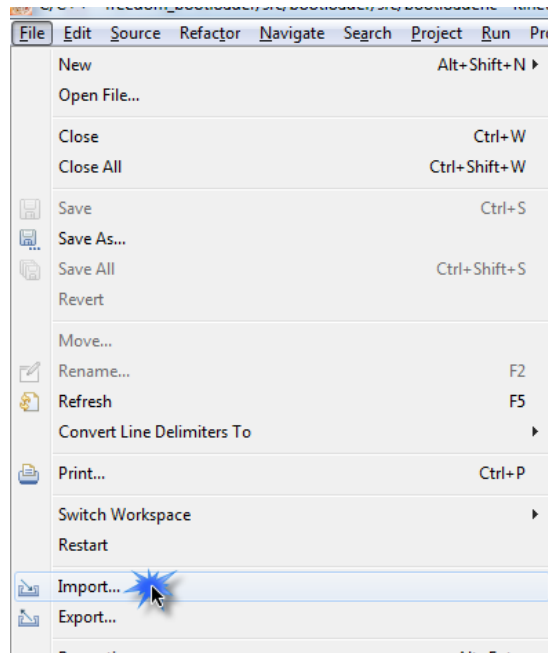 File Edit Source Refactor Navigate Search Project Run
New Alt+Shift+N
Open File...
Close Ctrl+W
Close All Ctrl+Shift+W
Save Ctrl+S
Save As...
Save All Ctrl+Shift+S
Revert
Move...
Rename... F2
Refresh F5
Convert Line Delimiters To
Print... Ctrl+P
Switch Workspace
Restart
Import...
Export...